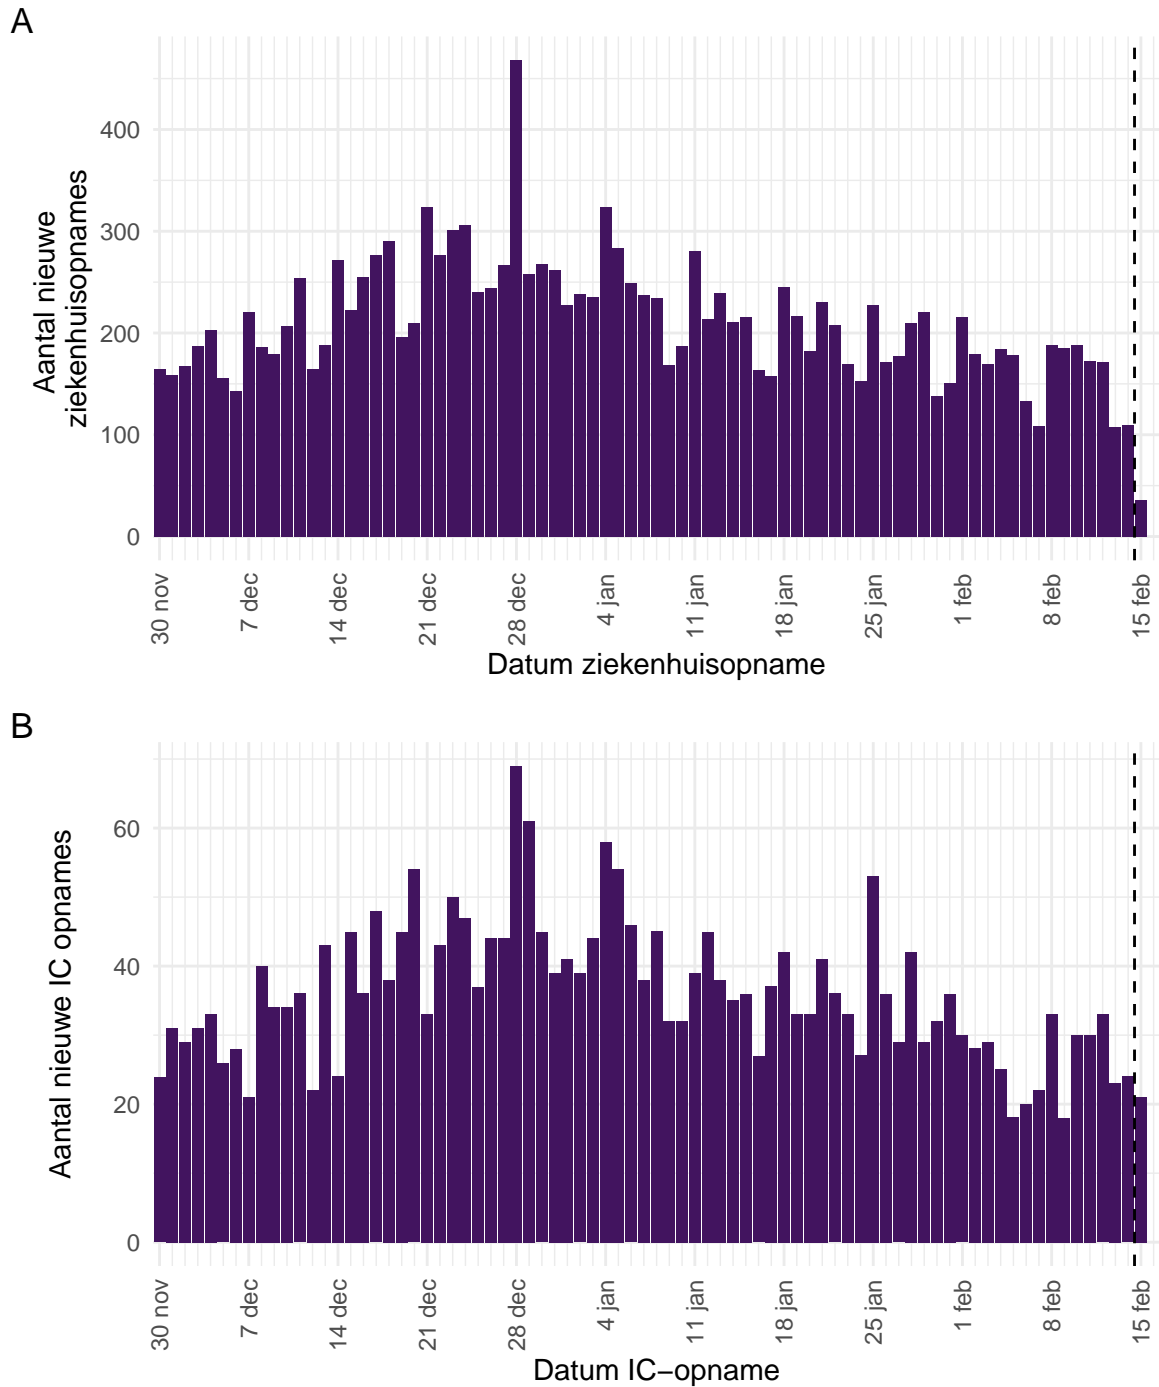 A
400
300
200
100
0
Aantal nieuwe
ziekenhuisopnames
30 nov
7 dec
14 dec
21 dec
28 dec
4 jan
11 jan
18 jan
25 jan
1 feb
8 feb
15 feb
Datum ziekenhuisopname
B
60
40
20
0
Aantal nieuwe IC opnames
30 nov
7 dec
14 dec
21 dec
28 dec
4 jan
11 jan
18 jan
25 jan
1 feb
8 feb
15 feb
Datum IC−opname